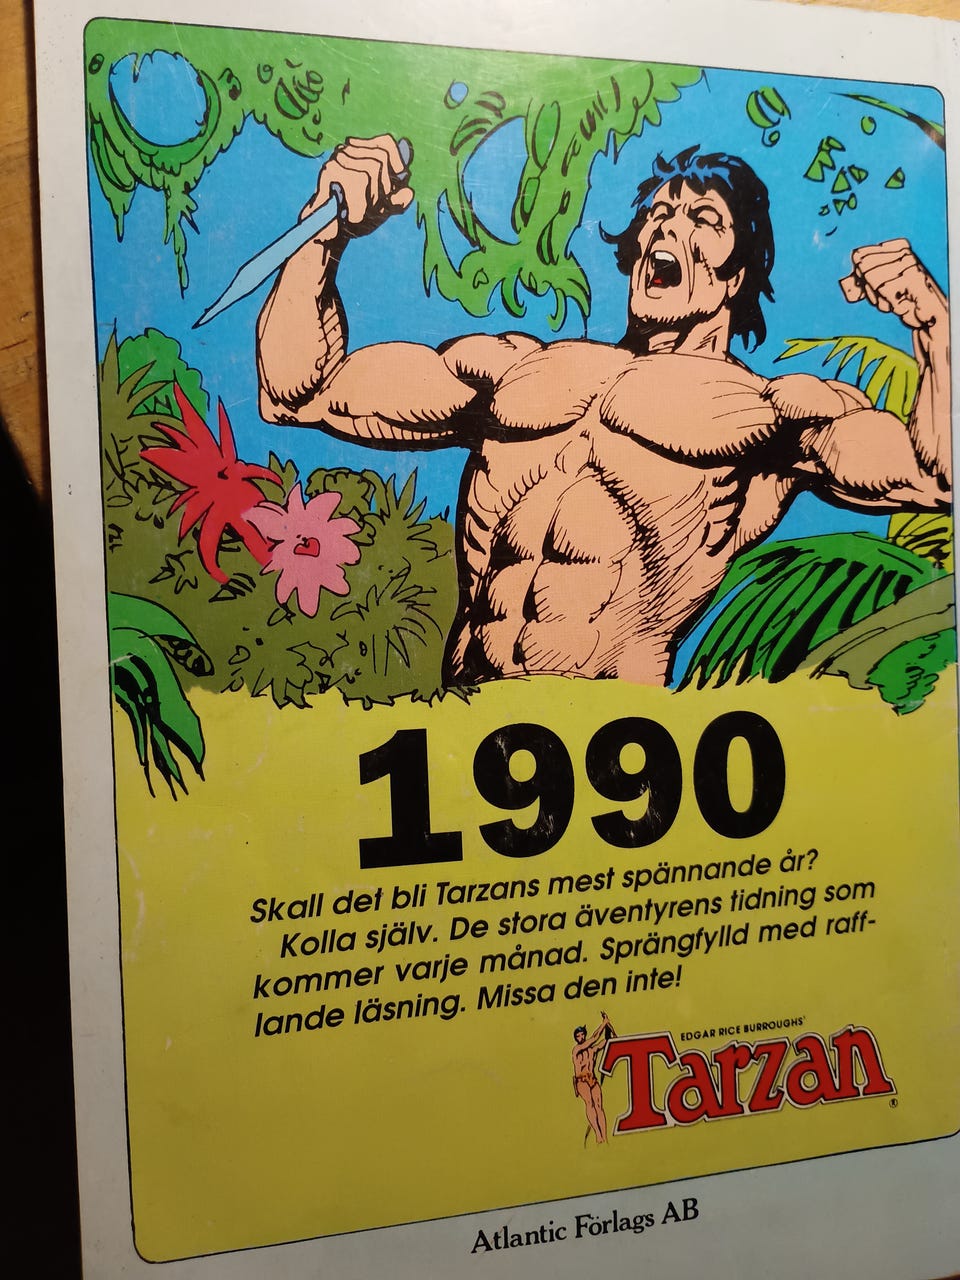 1990
Skall det bli Tarzans mest spännande år?
Kolla själv. De stora äventyrens tidning som
kommer varje månad. Sprängfylld med raff-
lande läsning. Missa den inte!
EDGAR RICE BURROUGHS'
Tarzan
®
Atlantic Förlags AB